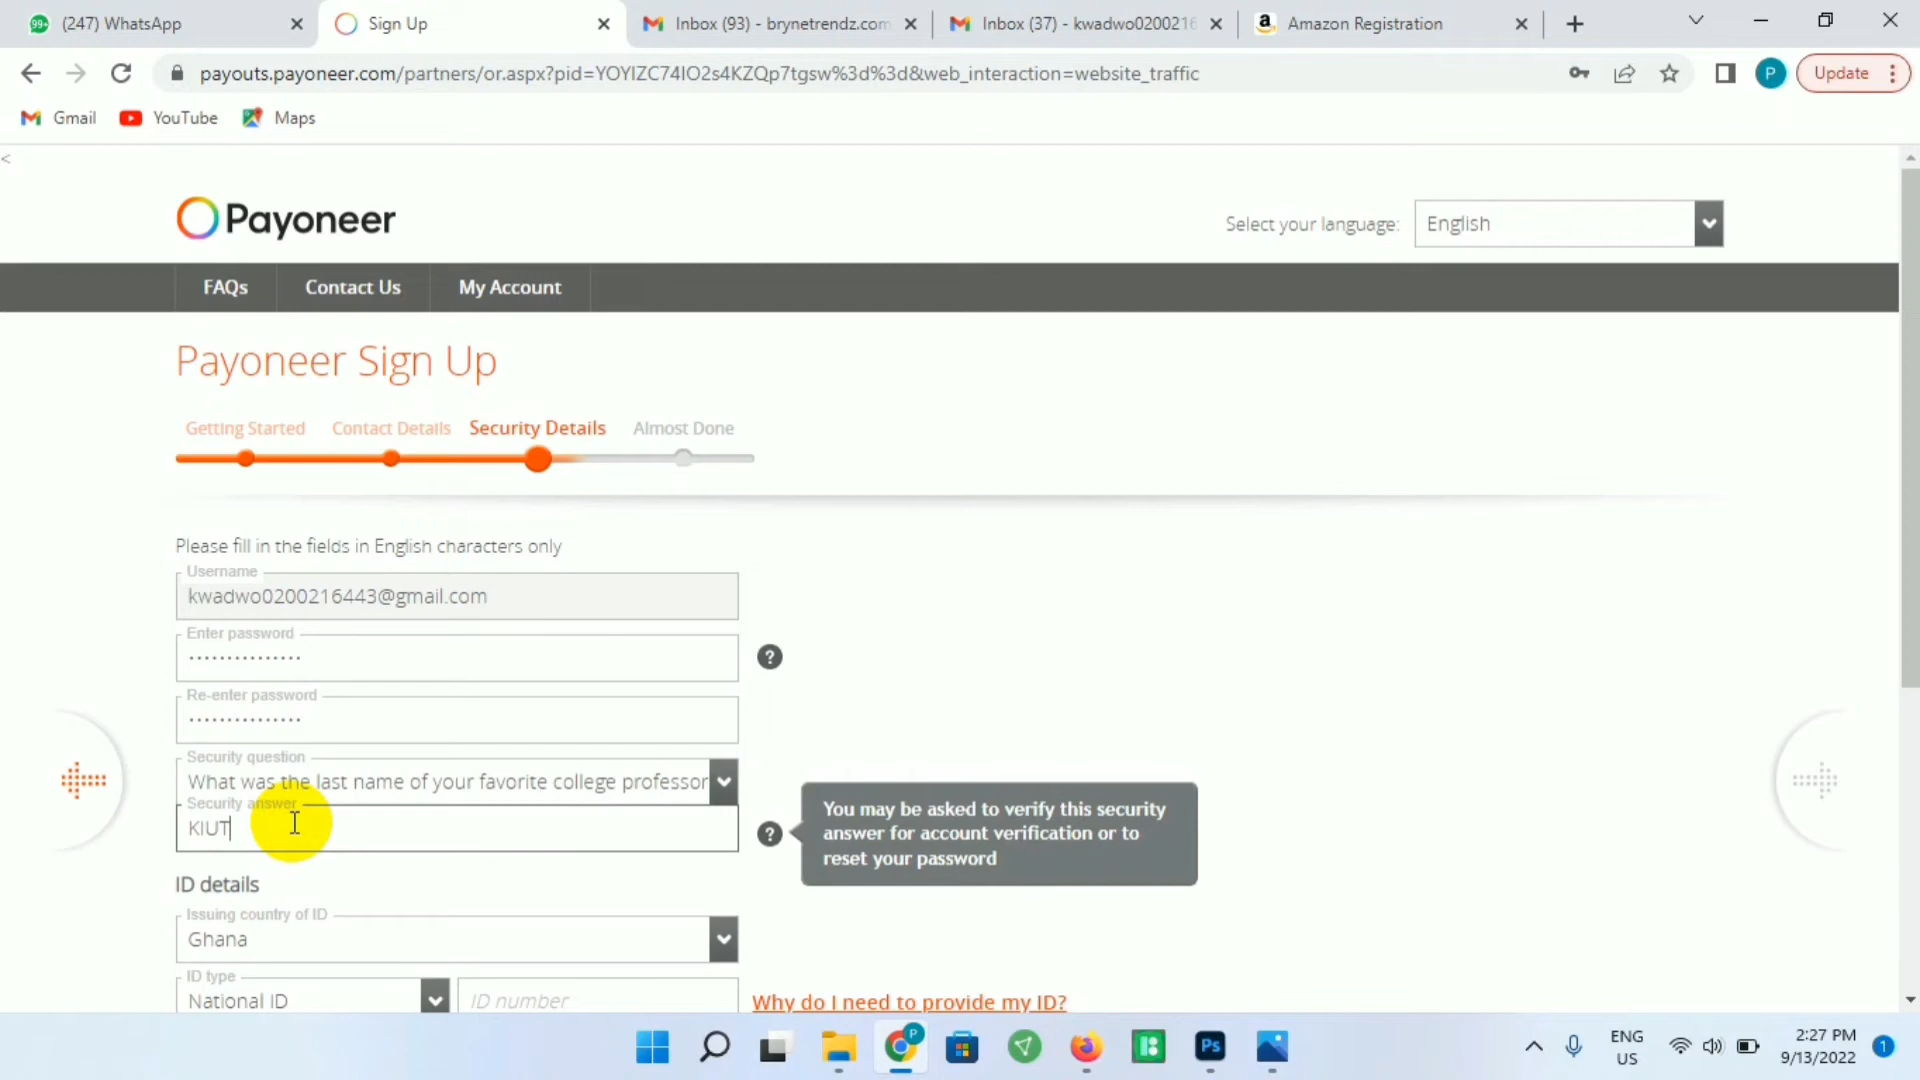 99+ (247) WhatsApp
Sign Up
Inbox (93) - brynetrendz.com
Inbox (37) - kwadwo0200216
a Amazon Registration
payouts.payoneer.com/partners/or.aspx?pid=YOYIZC74IO2s4KZQp7tgsw%3d%3d&web_interaction=website_traffic
P
Update
Gmail
YouTube
Maps
<
Payoneer
Select your language:
English
FAQs
Contact Us
My Account
Payoneer Sign Up
Getting Started
Contact Details
Security Details
Almost Done
Please fill in the fields in English characters only
Username
kwadwo0200216443@gmail.com
Enter password
?
Re-enter password
Security question
What was the last name of your favorite college professor
Security answer
KIUT
?
You may be asked to verify this security
answer for account verification or to
reset your password
ID details
Issuing country of ID
Ghana
ID type
National ID
ID number
Why do I need to provide my ID?
P
Ps
ENG
US
2:27 PM
9/13/2022
1